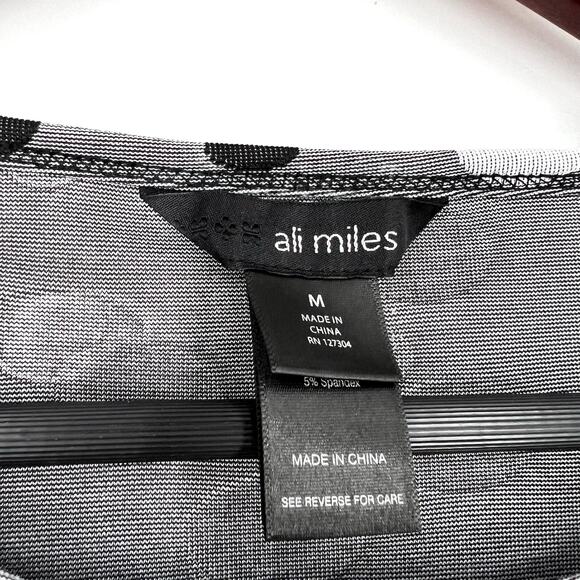 ali miles
M
MADE IN
CHINA
RN 127304
5% Spandex
MADE IN CHINA
SEE REVERSE FOR CARE